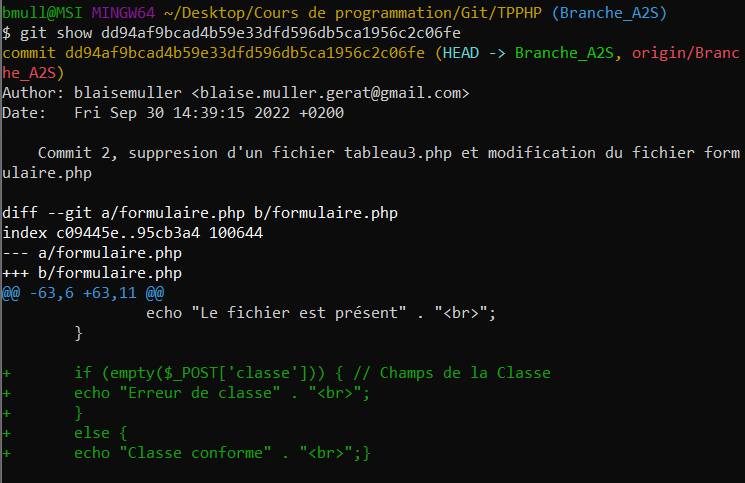 bmull@MSI MINGW64 ~/Desktop/Cours de programmation/Git/TPPHP (Branche_A2S)
$ git show dd94af9bcad4b59e33dfd596db5ca1956c2c06fe
commit dd94af9bcad4b59e33dfd596db5ca1956c2c06fe (HEAD -> Branche_A2S, origin/Branc
he_A2S)
Author: blaisemuller <blaise.muller.gerat@gmail.com>
Date:   Fri Sep 30 14:39:15 2022 +0200

    Commit 2, suppresion d'un fichier tableau3.php et modification du fichier form
ulaire.php

diff --git a/formulaire.php b/formulaire.php
index c09445e..95cb3a4 100644
--- a/formulaire.php
+++ b/formulaire.php
@@ -63,6 +63,11 @@
                echo "Le fichier est présent" . "<br>";
        }

+       if (empty($_POST['classe'])) { // Champs de la Classe
+       echo "Erreur de classe" . "<br>";
+       }
+       else {
+       echo "Classe conforme" . "<br>";}